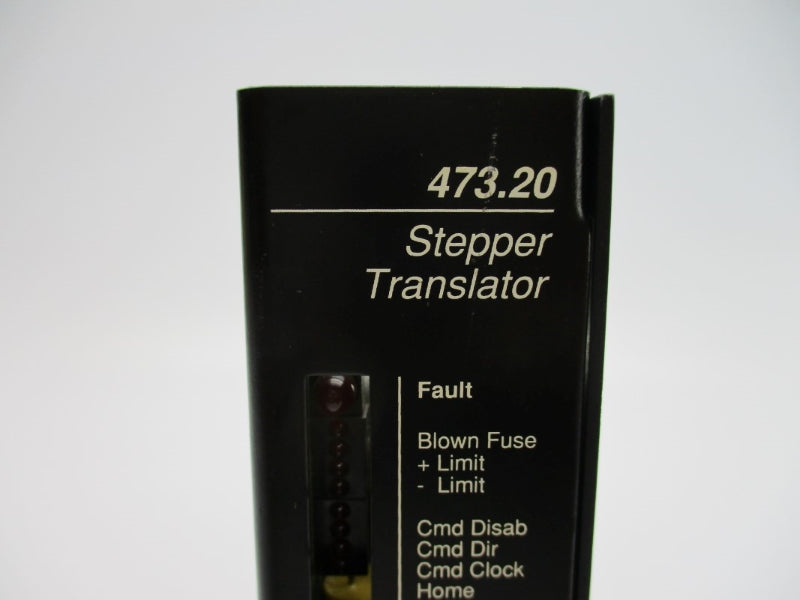 473.20
Stepper
Translator
Fault
Blown Fuse
+ Limit
- Limit
Cmd Disab
Cmd Dir
Cmd Clock
Home